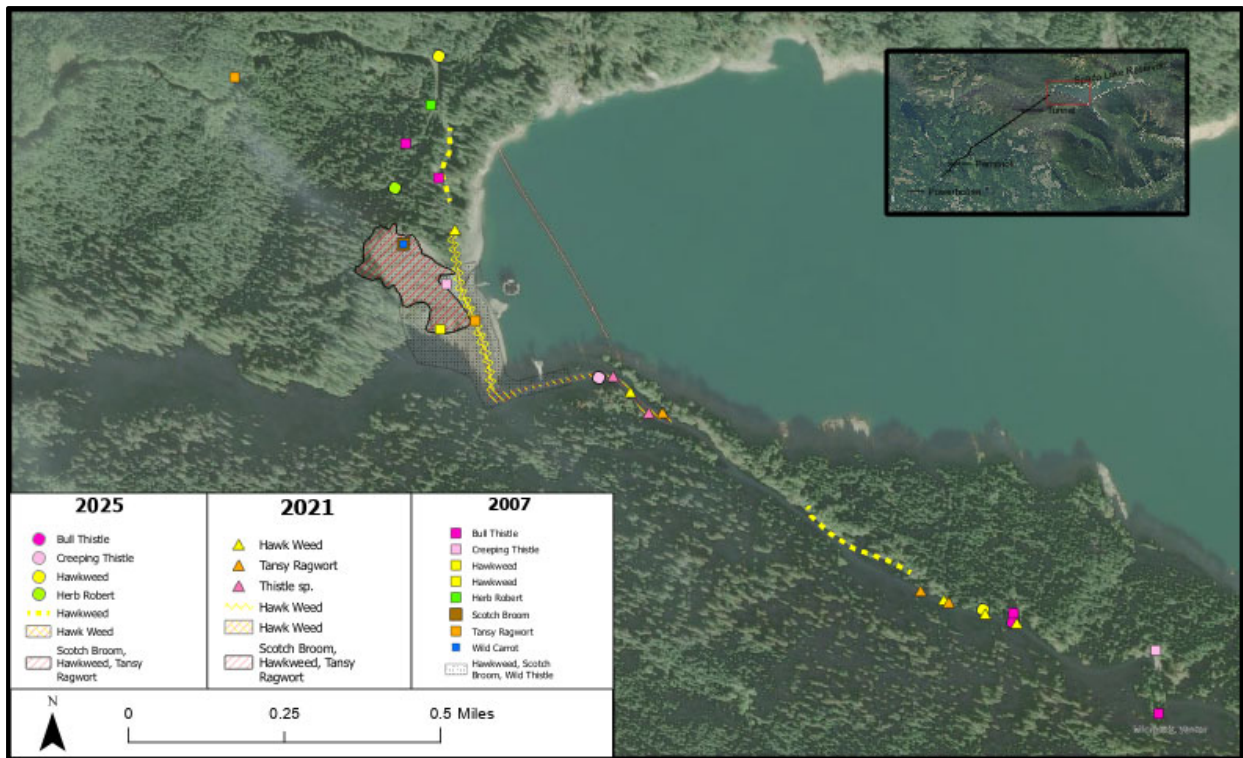 Spada Lake Reservoir
Tunnel
Penstock
Powerhouse
2025
Bull Thistle
Creeping Thistle
Hawkweed
Herb Robert
Hawkweed
Hawk Weed
Scotch Broom,
Hawkweed, Tansy
Ragwort
2021
Hawk Weed
Tansy Ragwort
Thistle sp.
Hawk Weed
Hawk Weed
Scotch Broom,
Hawkweed, Tansy
Ragwort
2007
Bull Thistle
Creeping Thistle
Hawkweed
Hawkweed
Herb Robert
Scotch Broom
Tansy Ragwort
Wild Carrot
Hawkweed, Scotch
Broom, Wild Thistle
N
0
0.25
0.5 Miles